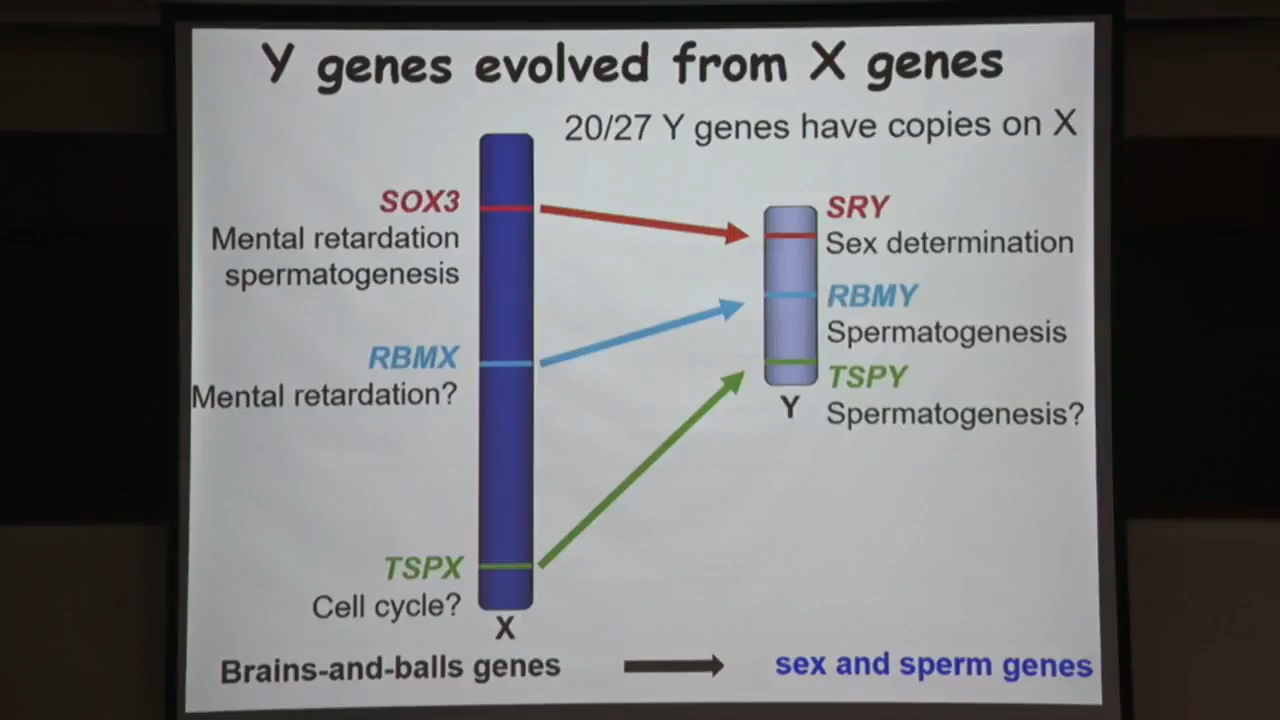 Y genes evolved from X genes
20/27 Y genes have copies on X
SOX3
Mental retardation
spermatogenesis
RBMX
Mental retardation?
TSPX
Cell cycle?
X
SRY
Sex determination
RBMY
Spermatogenesis
TSPY
Spermatogenesis?
Y
Brains-and-balls genes
sex and sperm genes